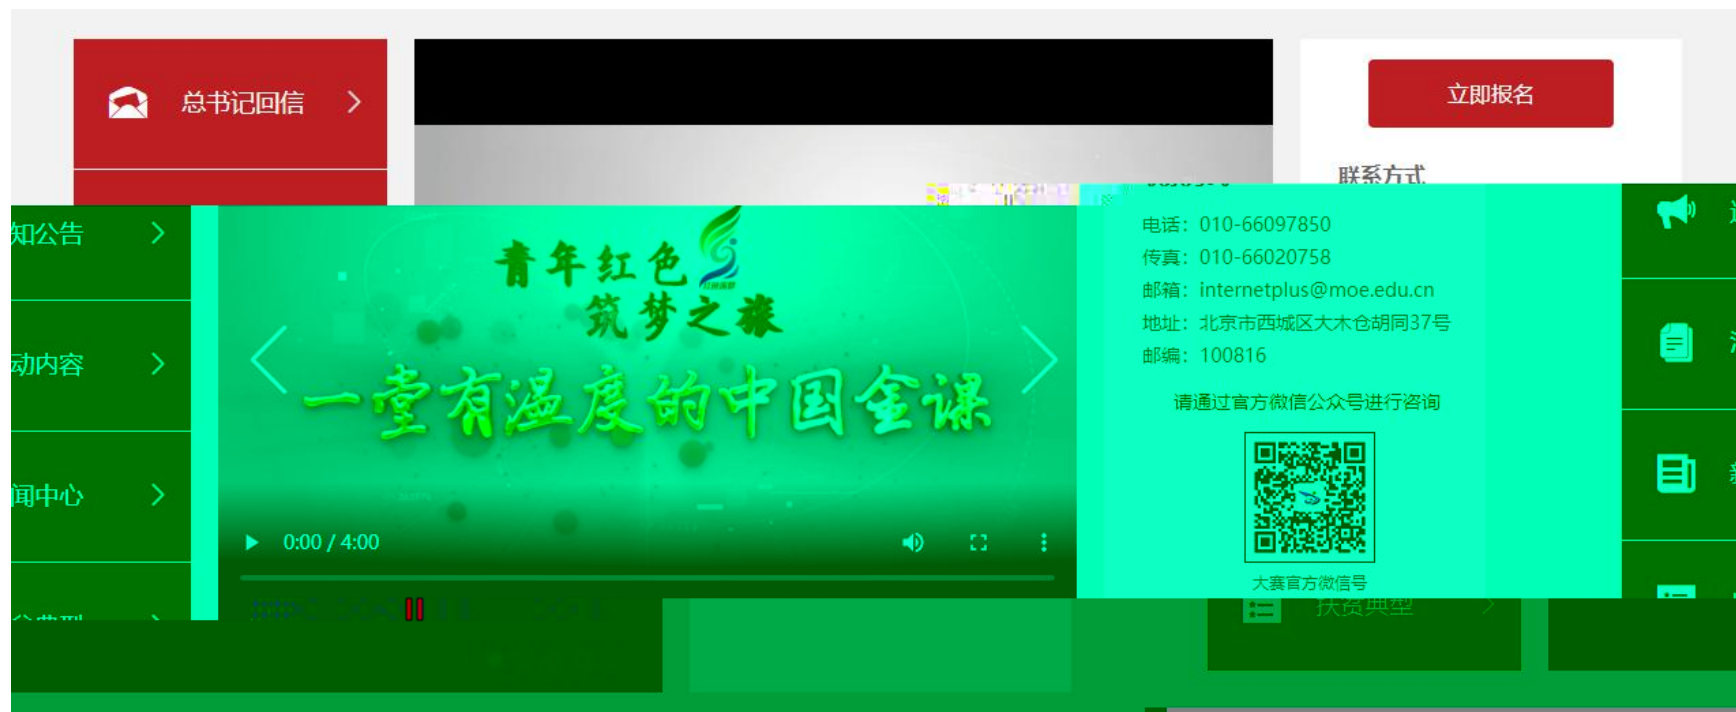 总书记回信
立即报名
联系方式
知公告
动内容
闻中心
青年红色
筑梦之旅
一堂有温度的中国金课
0:00 / 4:00
电话：010-66097850
传真：010-66020758
邮箱：internetplus@moe.edu.cn
地址：北京市西城区大木仓胡同37号
邮编：100816
请通过官方微信公众号进行咨询
大赛官方微信号
扶贫典型